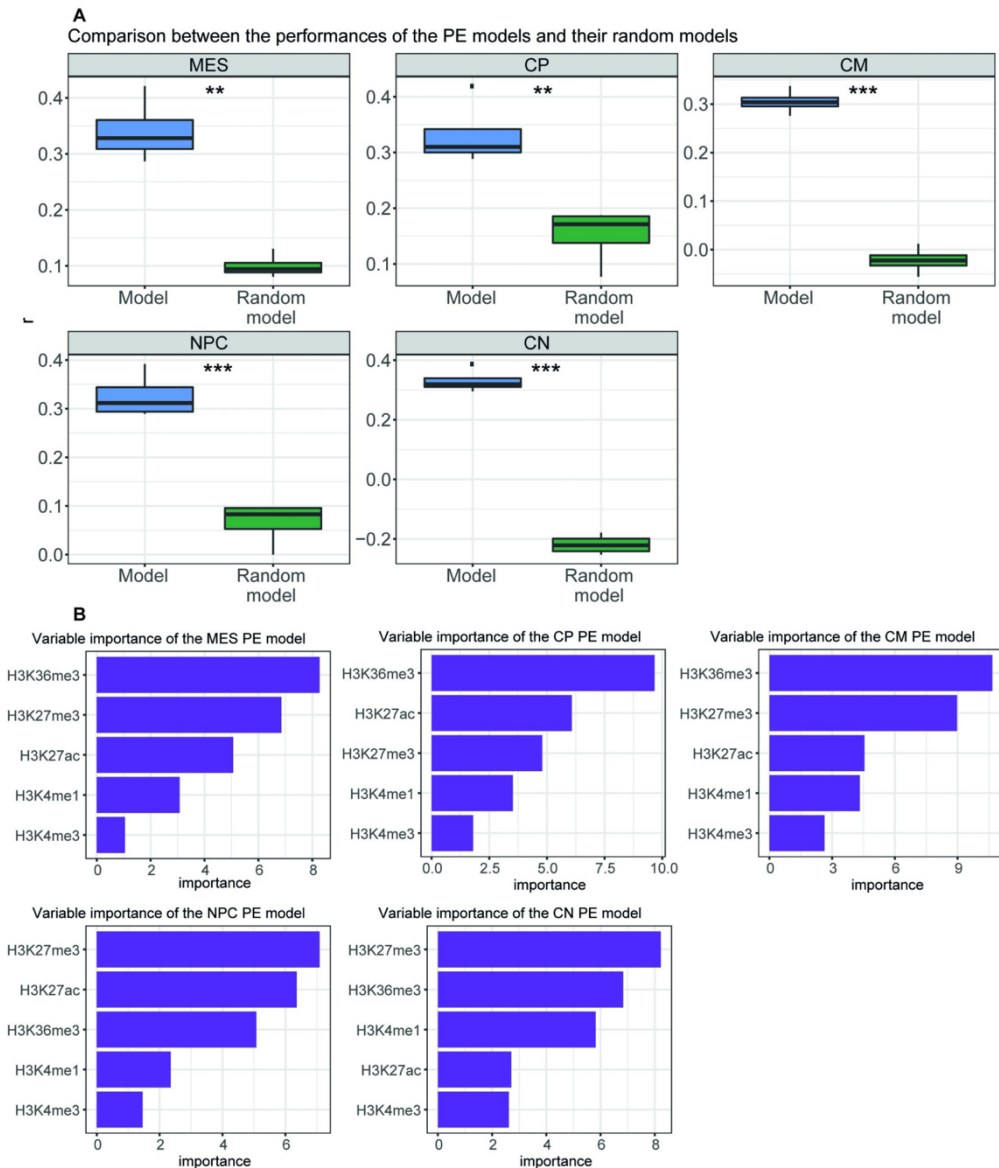 A
Comparison between the performances of the PE models and their random models
MES
**
0.4
0.3
0.2
0.1
Model
Random
model
CP
**
0.4
0.3
0.2
0.1
Model
Random
model
CM
***
0.3
0.3
0.0
0.0
Model
Random
model
r
NPC
***
0.4
0.3
0.2
0.1
0.0
Model
Random
model
CN
***
0.4
0.2
0.0
−0.2
Model
Random
model
B
Variable importance of the MES PE model
H3K36me3
H3K27me3
H3K27ac
H3K4me1
H3K4me3
0 2 4 6 8
importance
Variable importance of the CP PE model
H3K36me3
H3K27ac
H3K27me3
H3K4me1
H3K4me3
0.0 2.5 5.0 7.5 10.0
importance
Variable importance of the CM PE model
H3K36me3
H3K27me3
H3K27ac
H3K4me1
H3K4me3
0 3 6 9
importance
Variable importance of the NPC PE model
H3K27me3
H3K27ac
H3K36me3
H3K4me1
H3K4me3
0 2 4 6
importance
Variable importance of the CN PE model
H3K27me3
H3K36me3
H3K4me1
H3K27ac
H3K4me3
0 2 4 6 8
importance